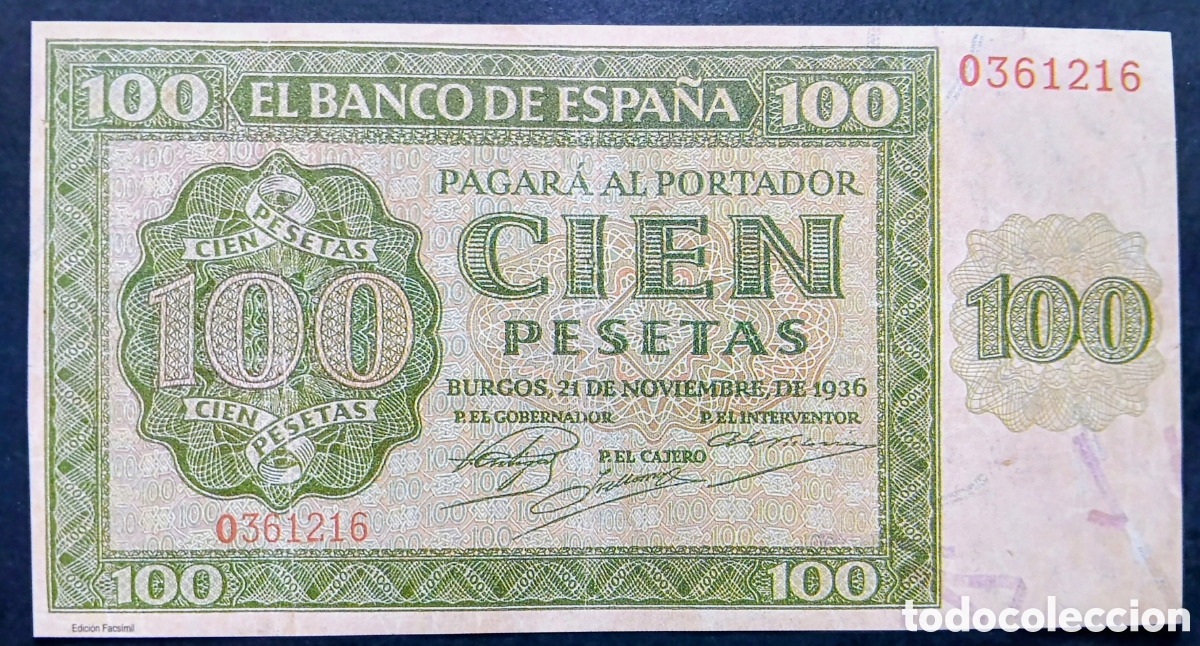 100 EL BANCO DE ESPAÑA 100
0361216
PAGARÁ AL PORTADOR
CIEN
PESETAS
CIEN PESETAS
100
CIEN PESETAS
100
BURGOS, 21 DE NOVIEMBRE, DE 1936
P. EL GOBERNADOR P. EL INTERVENTOR
P. EL CAJERO
0361216
100 100
Edición Facsímil
todocoleccion